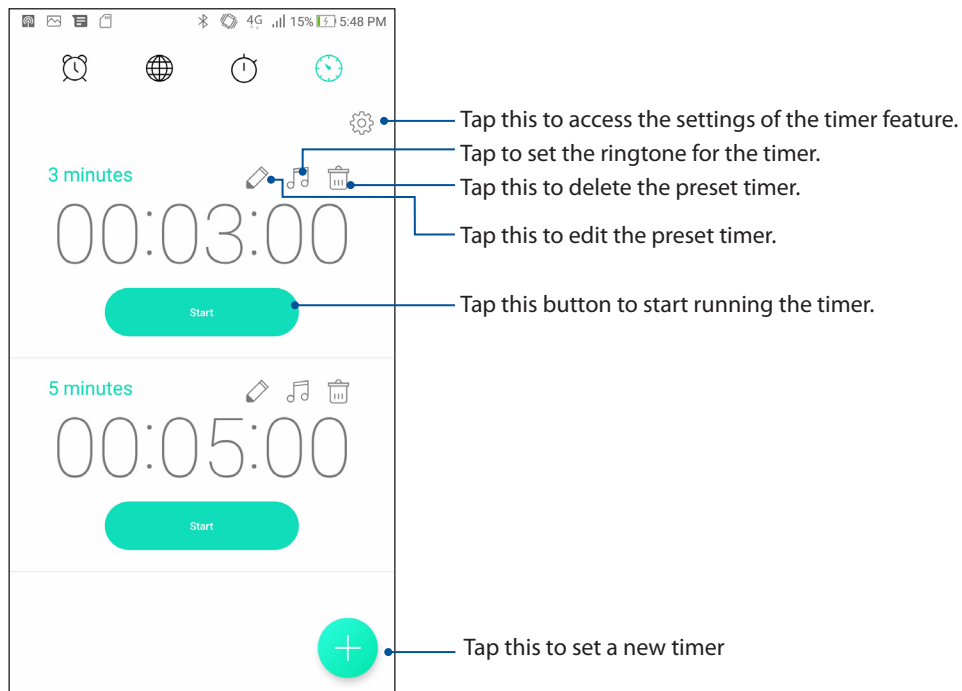 4G 15% 5:48 PM
Tap this to access the settings of the timer feature.
Tap to set the ringtone for the timer.
3 minutes
Tap this to delete the preset timer.
00:03:00
Tap this to edit the preset timer.
Start
Tap this button to start running the timer.
5 minutes
00:05:00
Start
Tap this to set a new timer